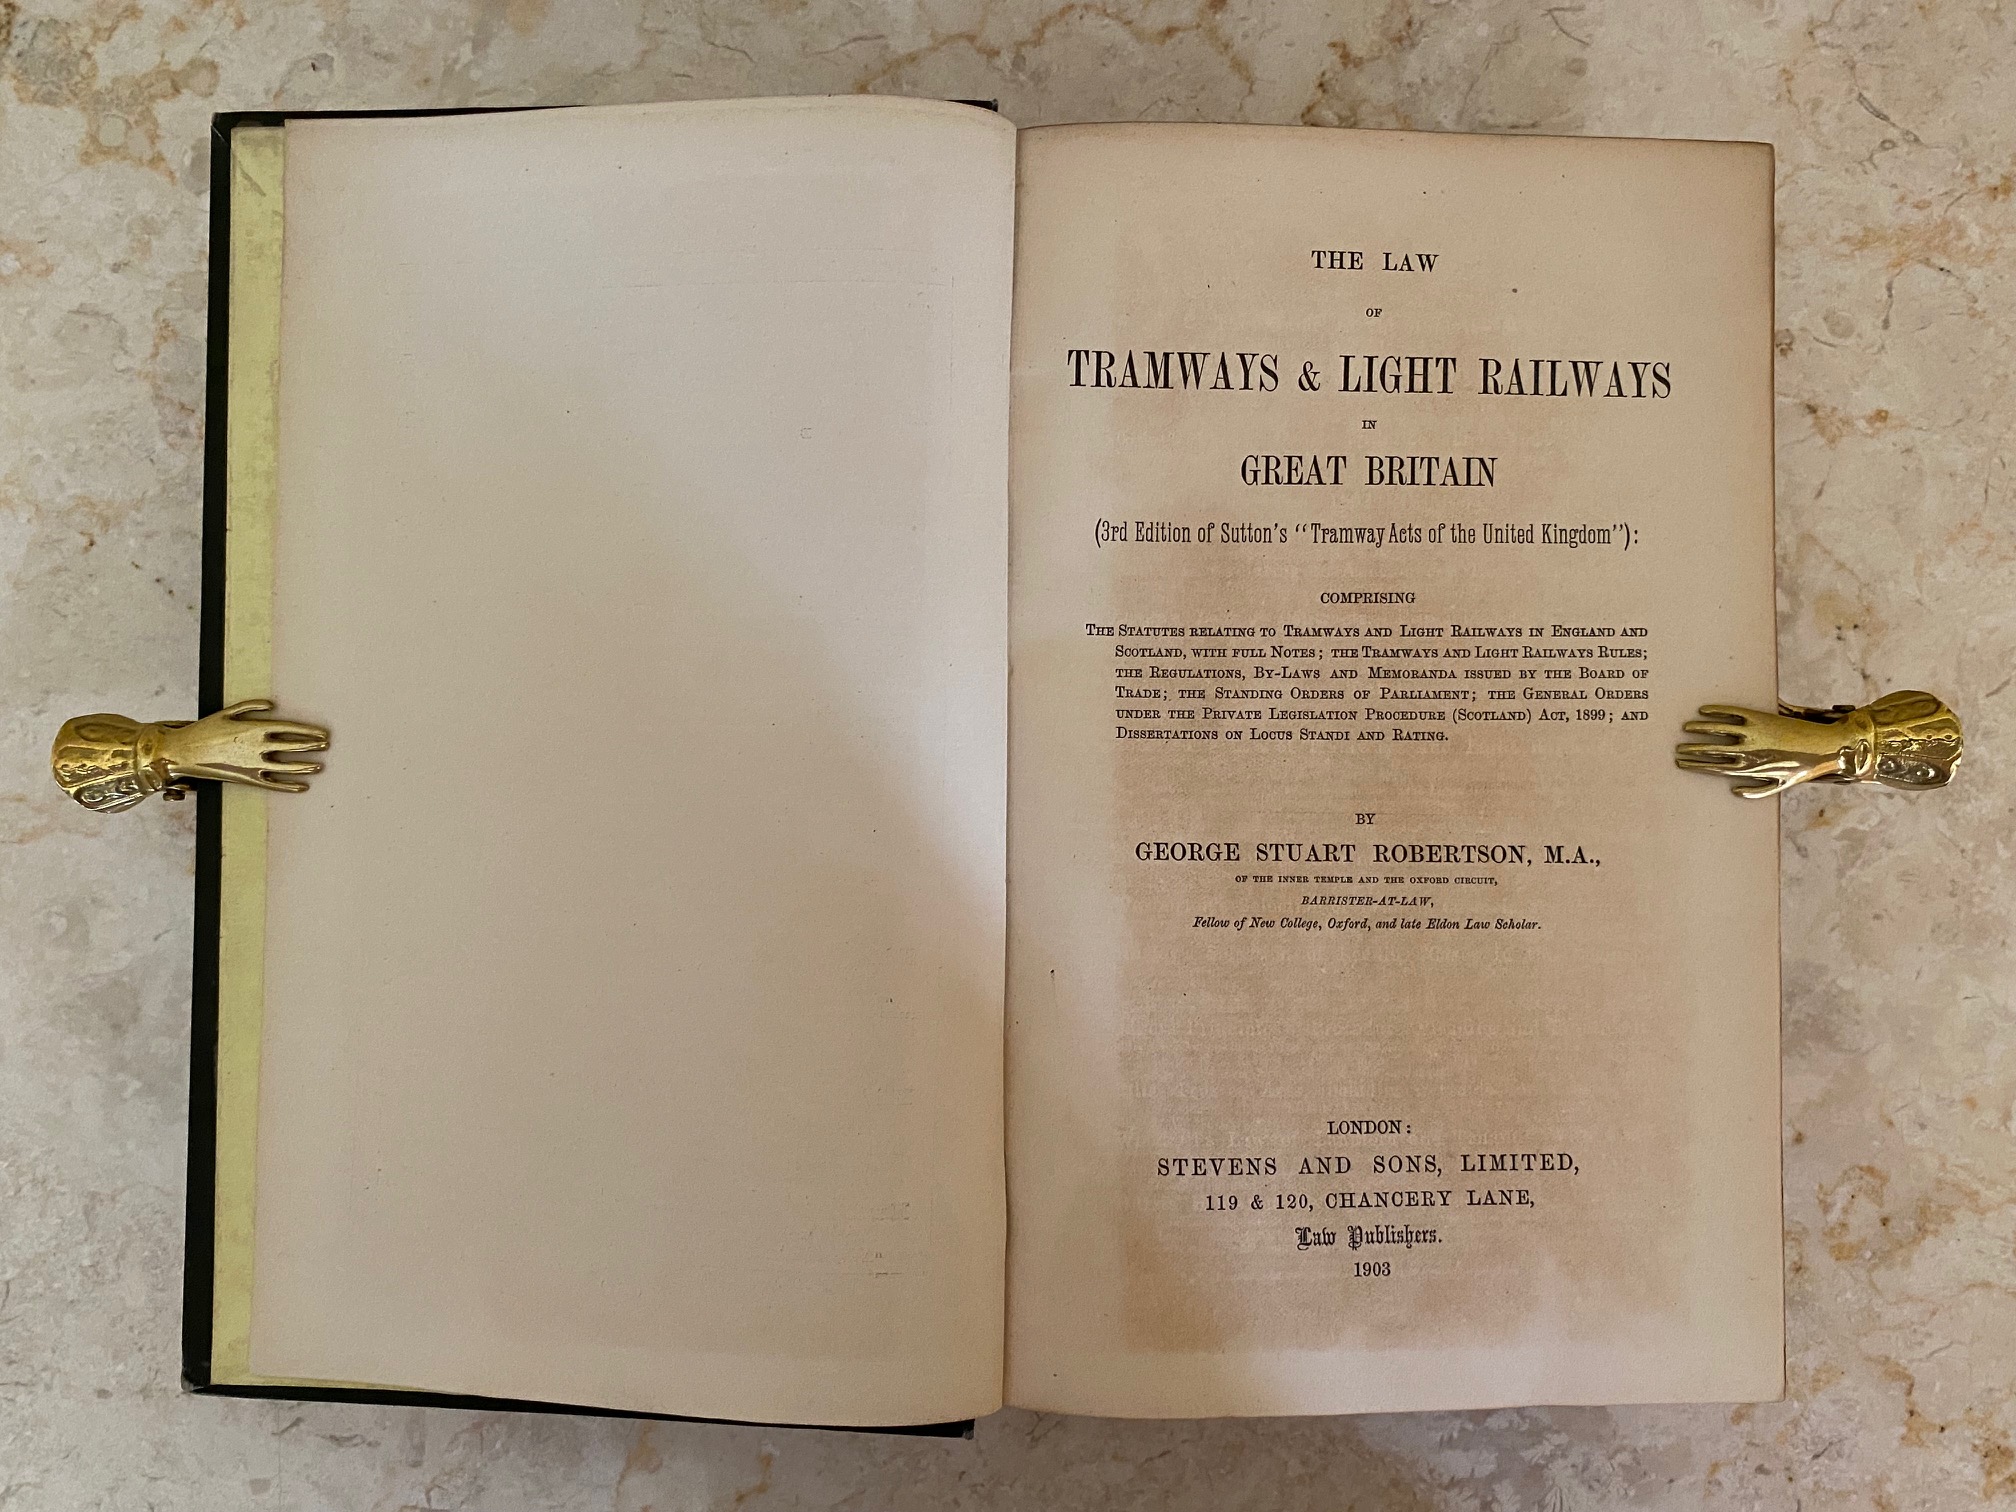 THE LAW
OF
TRAMWAYS & LIGHT RAILWAYS
IN
GREAT BRITAIN
(3rd Edition of Sutton's "Tramway Acts of the United Kingdom"):
COMPRISING
THE STATUTES RELATING TO TRAMWAYS AND LIGHT RAILWAYS IN ENGLAND AND
SCOTLAND, WITH FULL NOTES; THE TRAMWAYS AND LIGHT RAILWAYS RULES;
THE REGULATIONS, BY-LAWS AND MEMORANDA ISSUED BY THE BOARD OF
TRADE; THE STANDING ORDERS OF PARLIAMENT; THE GENERAL ORDERS
UNDER THE PRIVATE LEGISLATION PROCEDURE (SCOTLAND) ACT, 1899; AND
DISSERTATIONS ON LOCUS STANDI AND RATING.
BY
GEORGE STUART ROBERTSON, M.A.,
OF THE INNER TEMPLE AND THE OXFORD CIRCUIT,
BARRISTER-AT-LAW,
Fellow of New College, Oxford, and late Eldon Law Scholar.
LONDON:
STEVENS AND SONS, LIMITED,
119 & 120, CHANCERY LANE,
Law Publishers.
1903